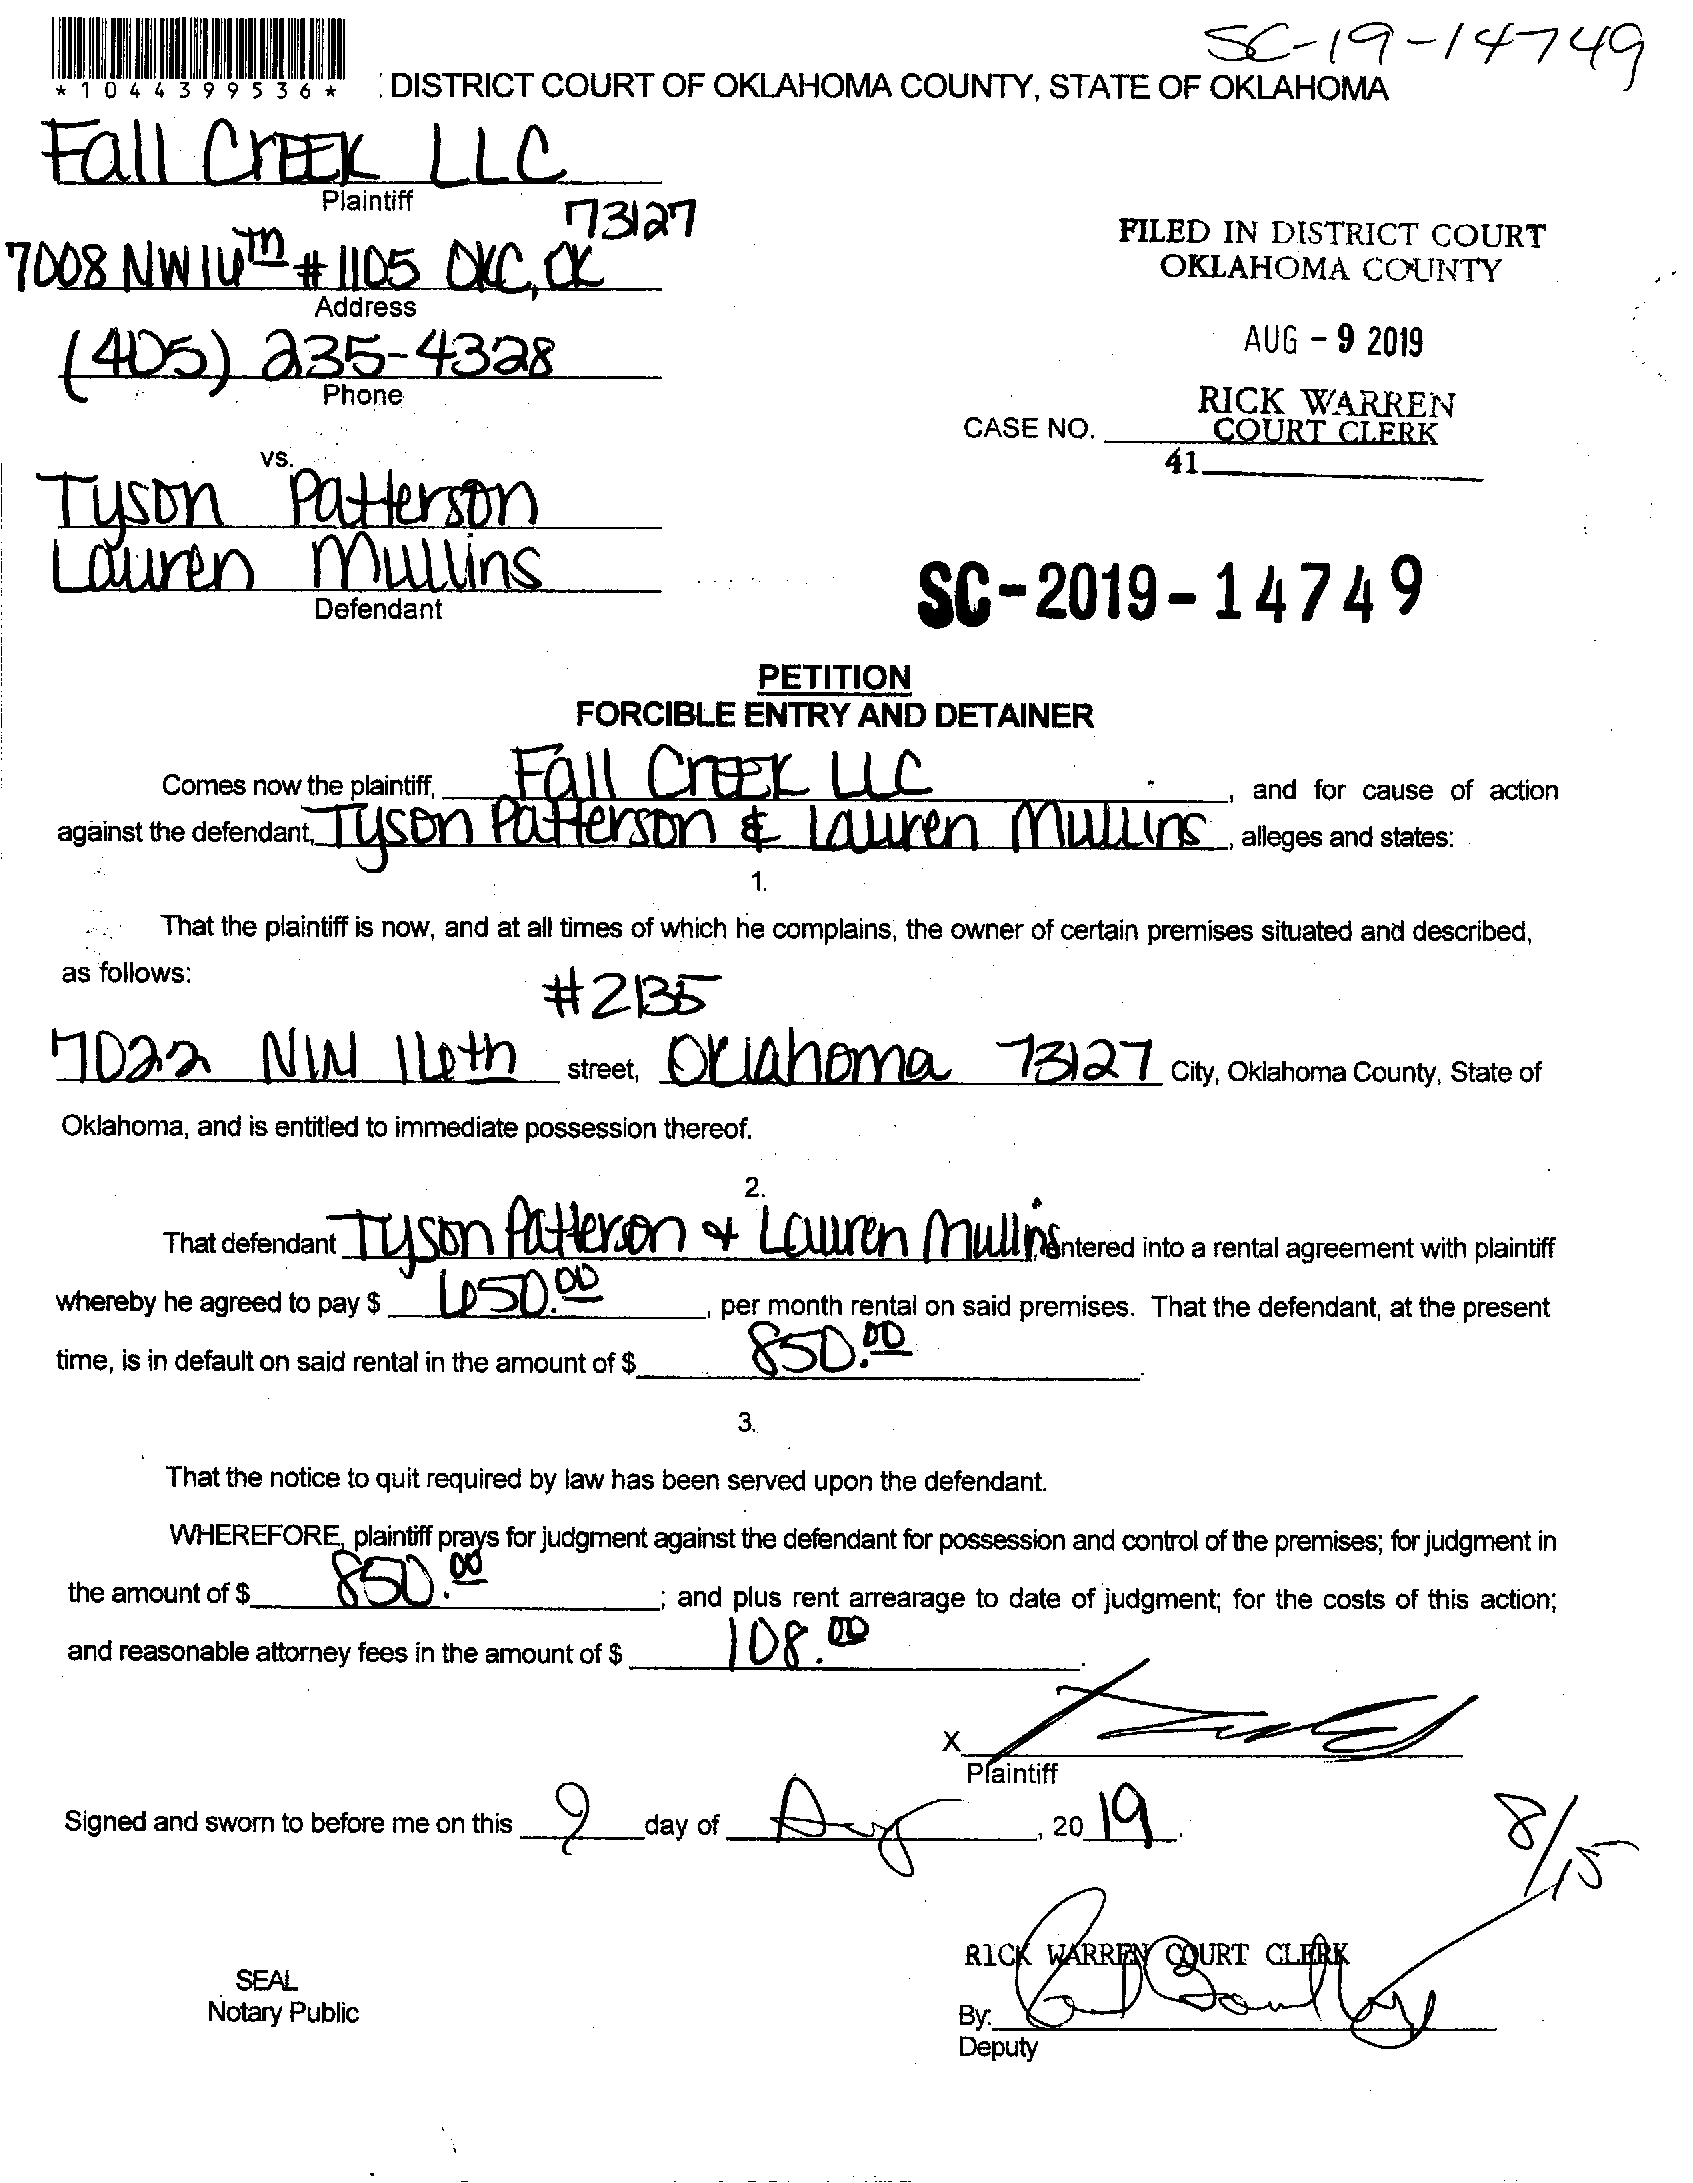 SC-19-14749
*1044399536*
DISTRICT COURT OF OKLAHOMA COUNTY, STATE OF OKLAHOMA
Fall Creek LLC
Plaintiff
73127
7008 NW 16th #1105 OKC, OK
Address
(405) 235-4328
Phone
FILED IN DISTRICT COURT
OKLAHOMA COUNTY
AUG - 9 2019
RICK WARREN
COURT CLERK
CASE NO.
41
vs.
Tyson Patterson
Lauren Mullins
Defendant
SC-2019-14749
PETITION
FORCIBLE ENTRY AND DETAINER
Comes now the plaintiff, Fall Creek LLC, and for cause of action
against the defendant, Tyson Patterson & Lauren Mullins, alleges and states:
1.
That the plaintiff is now, and at all times of which he complains, the owner of certain premises situated and described,
as follows:
#2135
7022 NW 16th street, Oklahoma 73127 City, Oklahoma County, State of
Oklahoma, and is entitled to immediate possession thereof.
2.
That defendant Tyson Patterson & Lauren Mullins, entered into a rental agreement with plaintiff
whereby he agreed to pay $ 650.00, per month rental on said premises. That the defendant, at the present
time, is in default on said rental in the amount of $ 850.00.
3.
That the notice to quit required by law has been served upon the defendant.
WHEREFORE, plaintiff prays for judgment against the defendant for possession and control of the premises; for judgment in
the amount of $ 850.00; and plus rent arrearage to date of judgment; for the costs of this action;
and reasonable attorney fees in the amount of $ 108.00.
X
Plaintiff
Signed and sworn to before me on this 9 day of Aug, 2019.
8/15
RICK WARREN COURT CLERK
SEAL
Notary Public
By:
Deputy